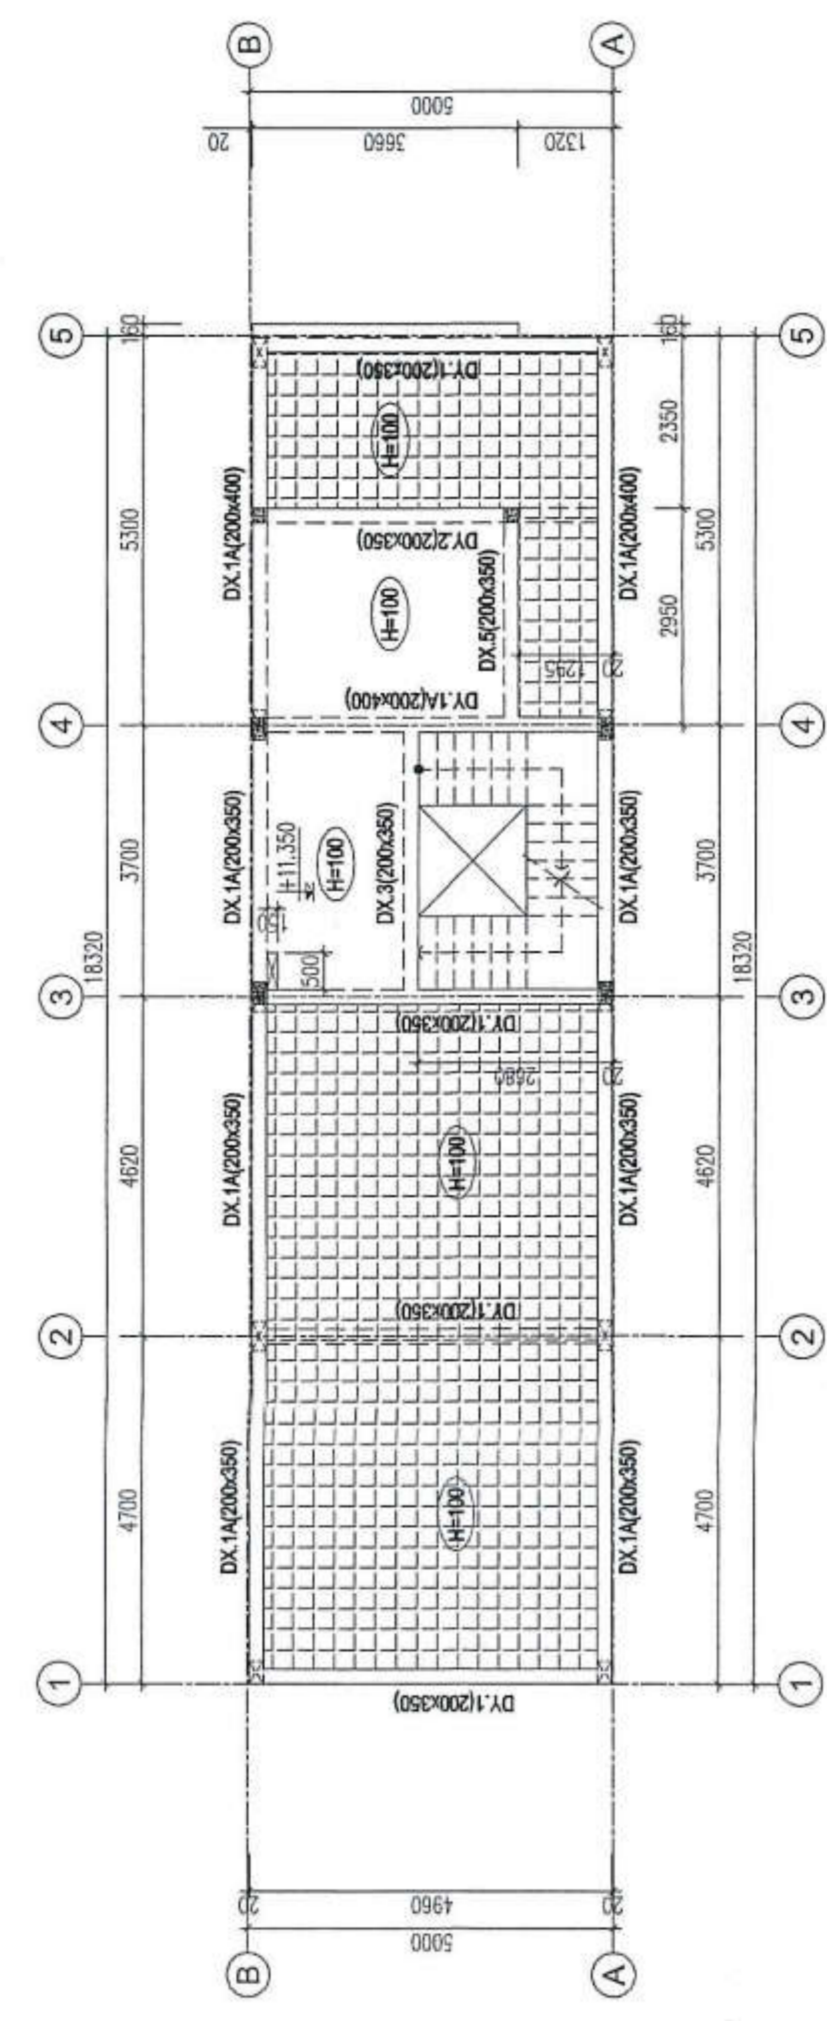 B
A
5000
20
3660
1320
5
5
160
160
DY.1(200x350)
H=100
2350
DX.1A(200x400)
DX.1A(200x400)
5300
5300
DY.2(200x350)
H=100
DX.5(200x350)
2950
1295
20
DY.1A(200x400)
4
4
DX.1A(200x350)
DX.1A(200x350)
3700
3700
+11.350
H=100
DX.3(200x350)
150
500
18320
18320
3
3
DY.1(200x350)
2680
20
DX.1A(200x350)
DX.1A(200x350)
4620
4620
H=100
DY.1(200x350)
2
2
DX.1A(200x350)
DX.1A(200x350)
4700
4700
H=100
1
1
DY.1(200x350)
20
4960
20
5000
B
A